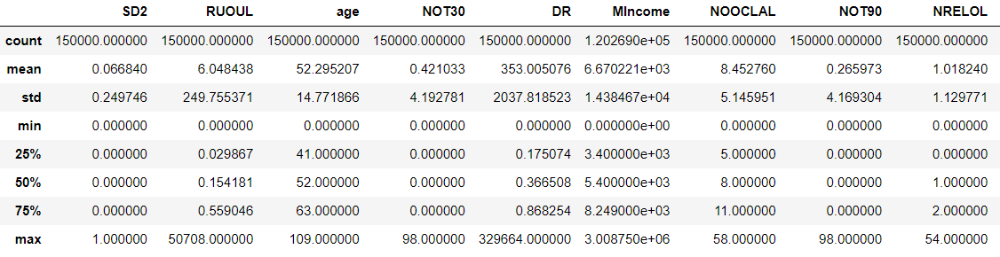 SD2 RUOUL age NOT30 DR MIncome NOOCLAL NOT90 NRELOL
count 150000.000000 150000.000000 150000.000000 150000.000000 150000.000000 1.202690e+05 150000.000000 150000.000000 150000.000000
mean 0.066840 6.048438 52.295207 0.421033 353.005076 6.670221e+03 8.452760 0.265973 1.018240
std 0.249746 249.755371 14.771866 4.192781 2037.818523 1.438467e+04 5.145951 4.169304 1.129771
min 0.000000 0.000000 0.000000 0.000000 0.000000 0.000000e+00 0.000000 0.000000 0.000000
25% 0.000000 0.029867 41.000000 0.000000 0.175074 3.400000e+03 5.000000 0.000000 0.000000
50% 0.000000 0.154181 52.000000 0.000000 0.366508 5.400000e+03 8.000000 0.000000 1.000000
75% 0.000000 0.559046 63.000000 0.000000 0.868254 8.249000e+03 11.000000 0.000000 2.000000
max 1.000000 50708.000000 109.000000 98.000000 329664.000000 3.008750e+06 58.000000 98.000000 54.000000